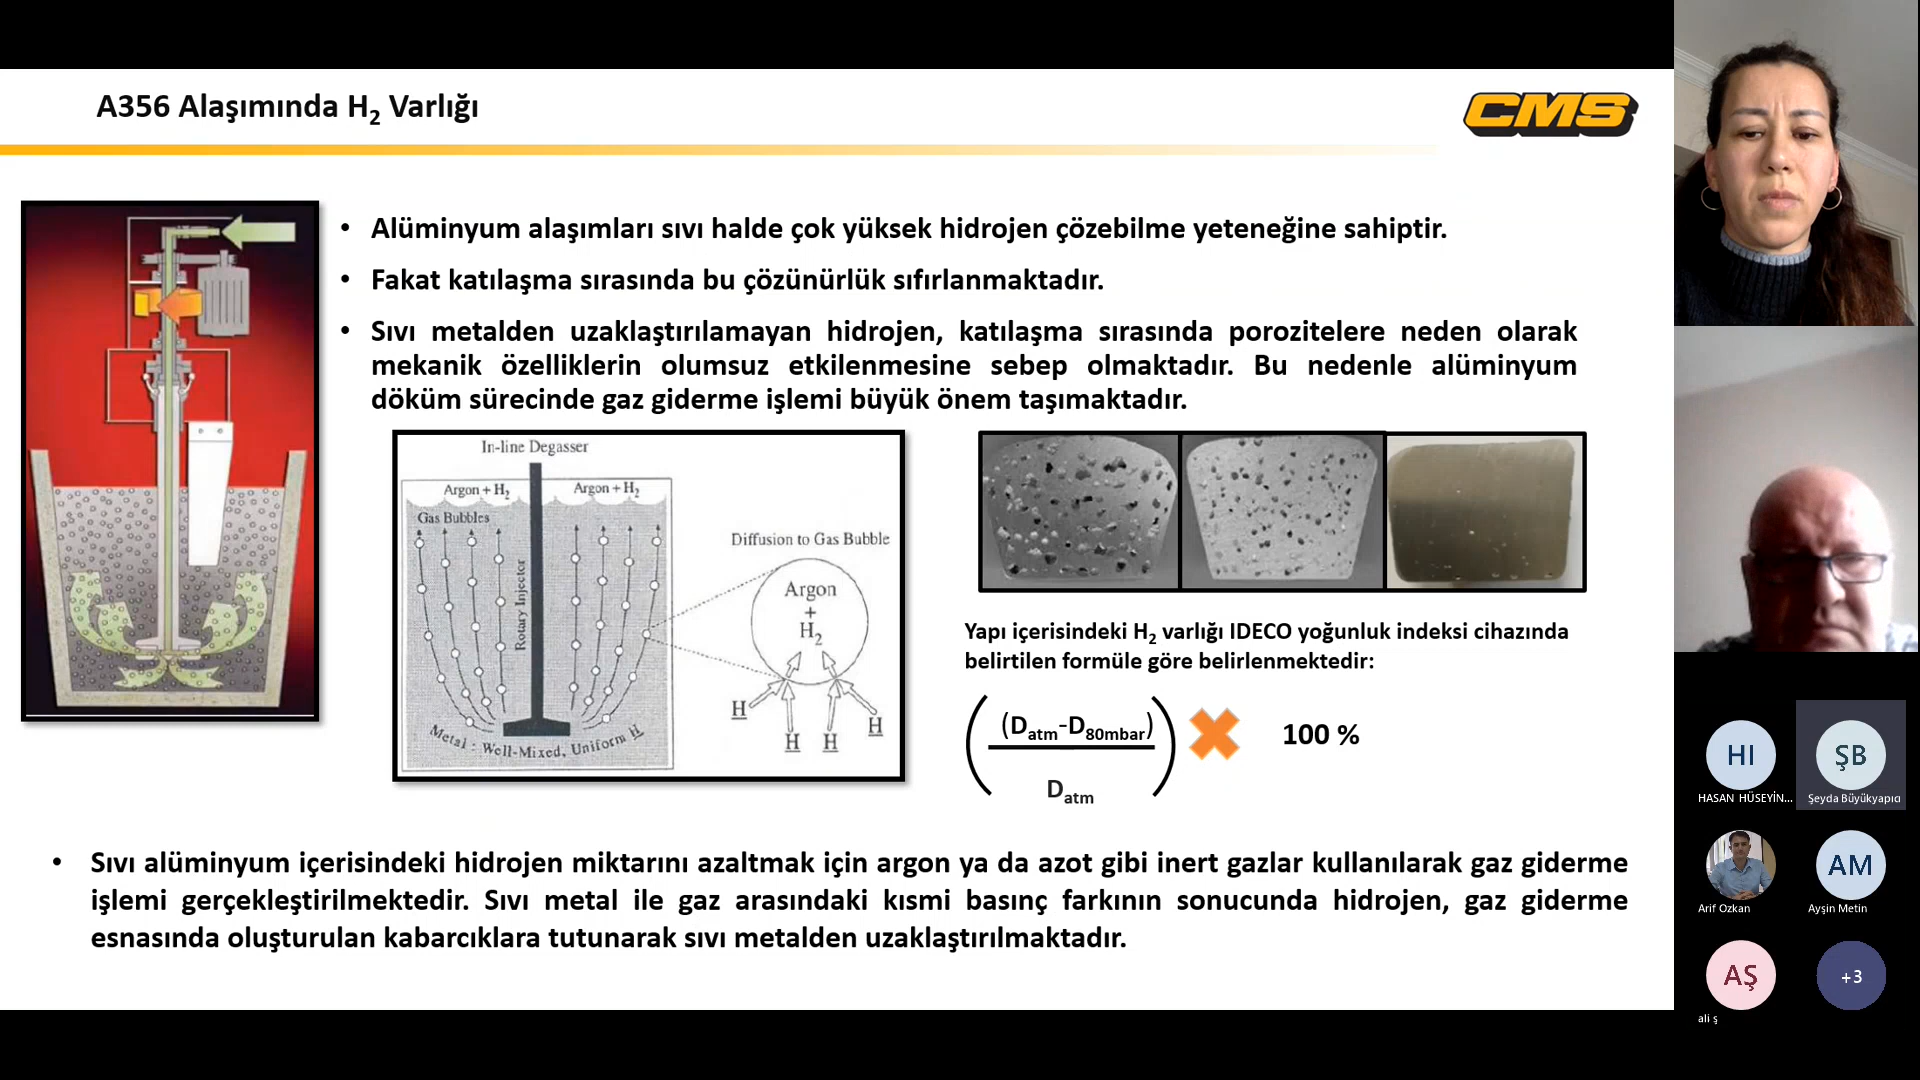 A356 Alaşımında H₂ Varlığı
CMS
• Alüminyum alaşımları sıvı halde çok yüksek hidrojen çözebilme yeteneğine sahiptir.
• Fakat katılaşma sırasında bu çözünürlük sıfırlanmaktadır.
• Sıvı metalden uzaklaştırılamayan hidrojen, katılaşma sırasında porozitelere neden olarak
mekanik özelliklerin olumsuz etkilenmesine sebep olmaktadır. Bu nedenle alüminyum
döküm sürecinde gaz giderme işlemi büyük önem taşımaktadır.
In-line Degasser
Argon + H₂
Argon + H₂
Gas Bubbles
Rotary Injector
Metal : Well-Mixed, Uniform H
Diffusion to Gas Bubble
Argon
+
H₂
H
H
H
H
Yapı içerisindeki H₂ varlığı IDECO yoğunluk indeksi cihazında
belirtilen formüle göre belirlenmektedir:
(Datm-D80mbar)
Datm
100 %
• Sıvı alüminyum içerisindeki hidrojen miktarını azaltmak için argon ya da azot gibi inert gazlar kullanılarak gaz giderme
işlemi gerçekleştirilmektedir. Sıvı metal ile gaz arasındaki kısmi basınç farkının sonucunda hidrojen, gaz giderme
esnasında oluşturulan kabarcıklara tutunarak sıvı metalden uzaklaştırılmaktadır.
HI
HASAN HÜSEYİN...
ŞB
Şeyda Büyükyapıcı
Arif Ozkan
AM
Ayşin Metin
AŞ
ali ş
+3